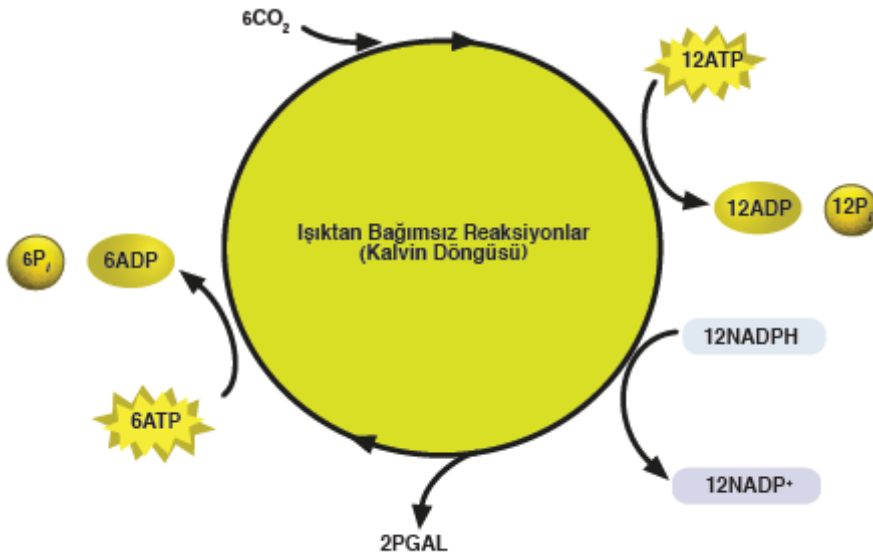 6CO₂
12ATP
12ADP
12Pᵢ
Işıktan Bağımsız Reaksiyonlar
(Kalvin Döngüsü)
6Pᵢ
6ADP
12NADPH
6ATP
12NADP⁺
2PGAL